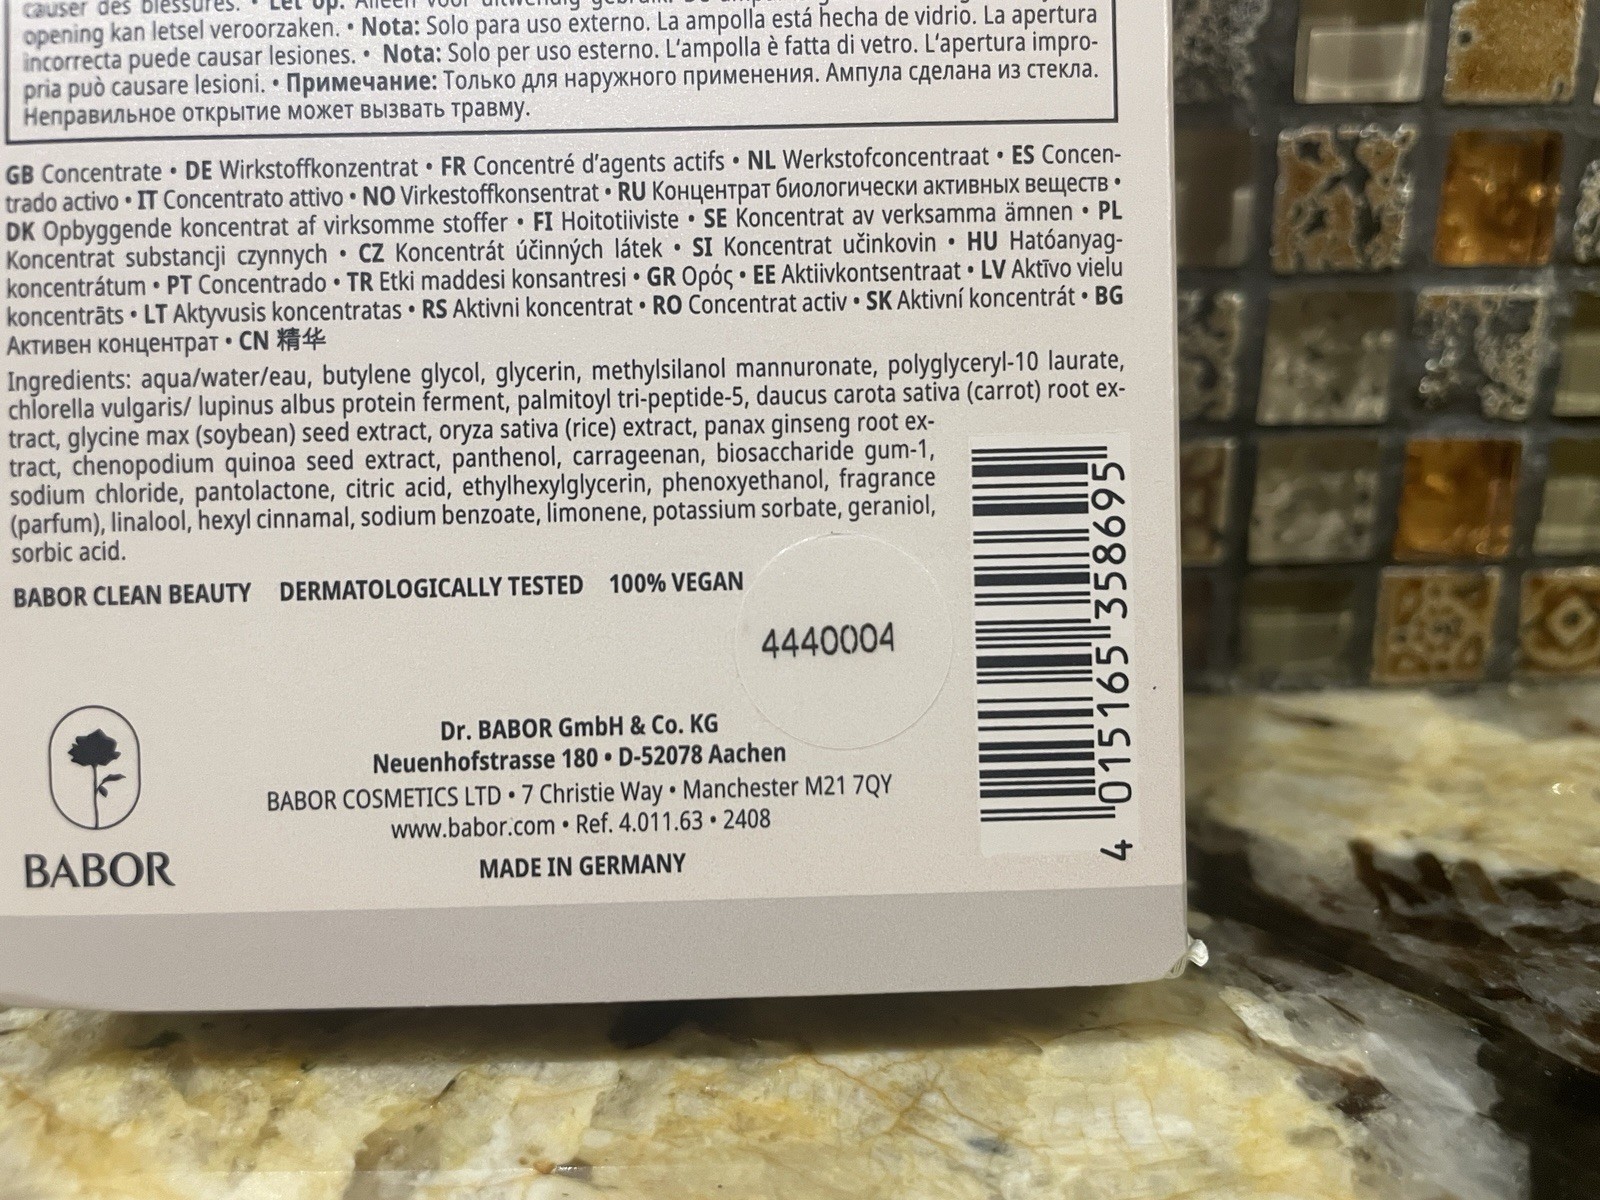 causer des blessures. • Let op: Alleen voor uitwendig gebruik. De
opening kan letsel veroorzaken. • Nota: Solo para uso externo. La ampolla está hecha de vidrio. La apertura
incorrecta puede causar lesiones. • Nota: Solo per uso esterno. L'ampolla è fatta di vetro. L'apertura impro-
pria può causare lesioni. • Примечание: Только для наружного применения. Ампула сделана из стекла.
Неправильное открытие может вызвать травму.
GB Concentrate • DE Wirkstoffkonzentrat • FR Concentré d'agents actifs • NL Werkstofconcentraat • ES Concen-
trado activo • IT Concentrato attivo • NO Virkestoffkonsentrat • RU Концентрат биологически активных веществ •
DK Opbyggende koncentrat af virksomme stoffer • FI Hoitotiiviste • SE Koncentrat av verksamma ämnen • PL
Koncentrat substancji czynnych • CZ Koncentrát účinných látek • SI Koncentrat učinkovin • HU Hatóanyag-
koncentrátum • PT Concentrado • TR Etki maddesi konsantresi • GR Ορός • EE Aktiivkontsentraat • LV Aktīvo vielu
koncentrāts • LT Aktyvusis koncentratas • RS Aktivni koncentrat • RO Concentrat activ • SK Aktivní koncentrát • BG
Активен концентрат • CN 精华
Ingredients: aqua/water/eau, butylene glycol, glycerin, methylsilanol mannuronate, polyglyceryl-10 laurate,
chlorella vulgaris/ lupinus albus protein ferment, palmitoyl tri-peptide-5, daucus carota sativa (carrot) root ex-
tract, glycine max (soybean) seed extract, oryza sativa (rice) extract, panax ginseng root ex-
tract, chenopodium quinoa seed extract, panthenol, carrageenan, biosaccharide gum-1,
sodium chloride, pantolactone, citric acid, ethylhexylglycerin, phenoxyethanol, fragrance
(parfum), linalool, hexyl cinnamal, sodium benzoate, limonene, potassium sorbate, geraniol,
sorbic acid.
BABOR CLEAN BEAUTY DERMATOLOGICALLY TESTED 100% VEGAN
4440004
4 015165 358695
Dr. BABOR GmbH & Co. KG
Neuenhofstrasse 180 • D-52078 Aachen
BABOR COSMETICS LTD • 7 Christie Way • Manchester M21 7QY
www.babor.com • Ref. 4.011.63 • 2408
MADE IN GERMANY
BABOR